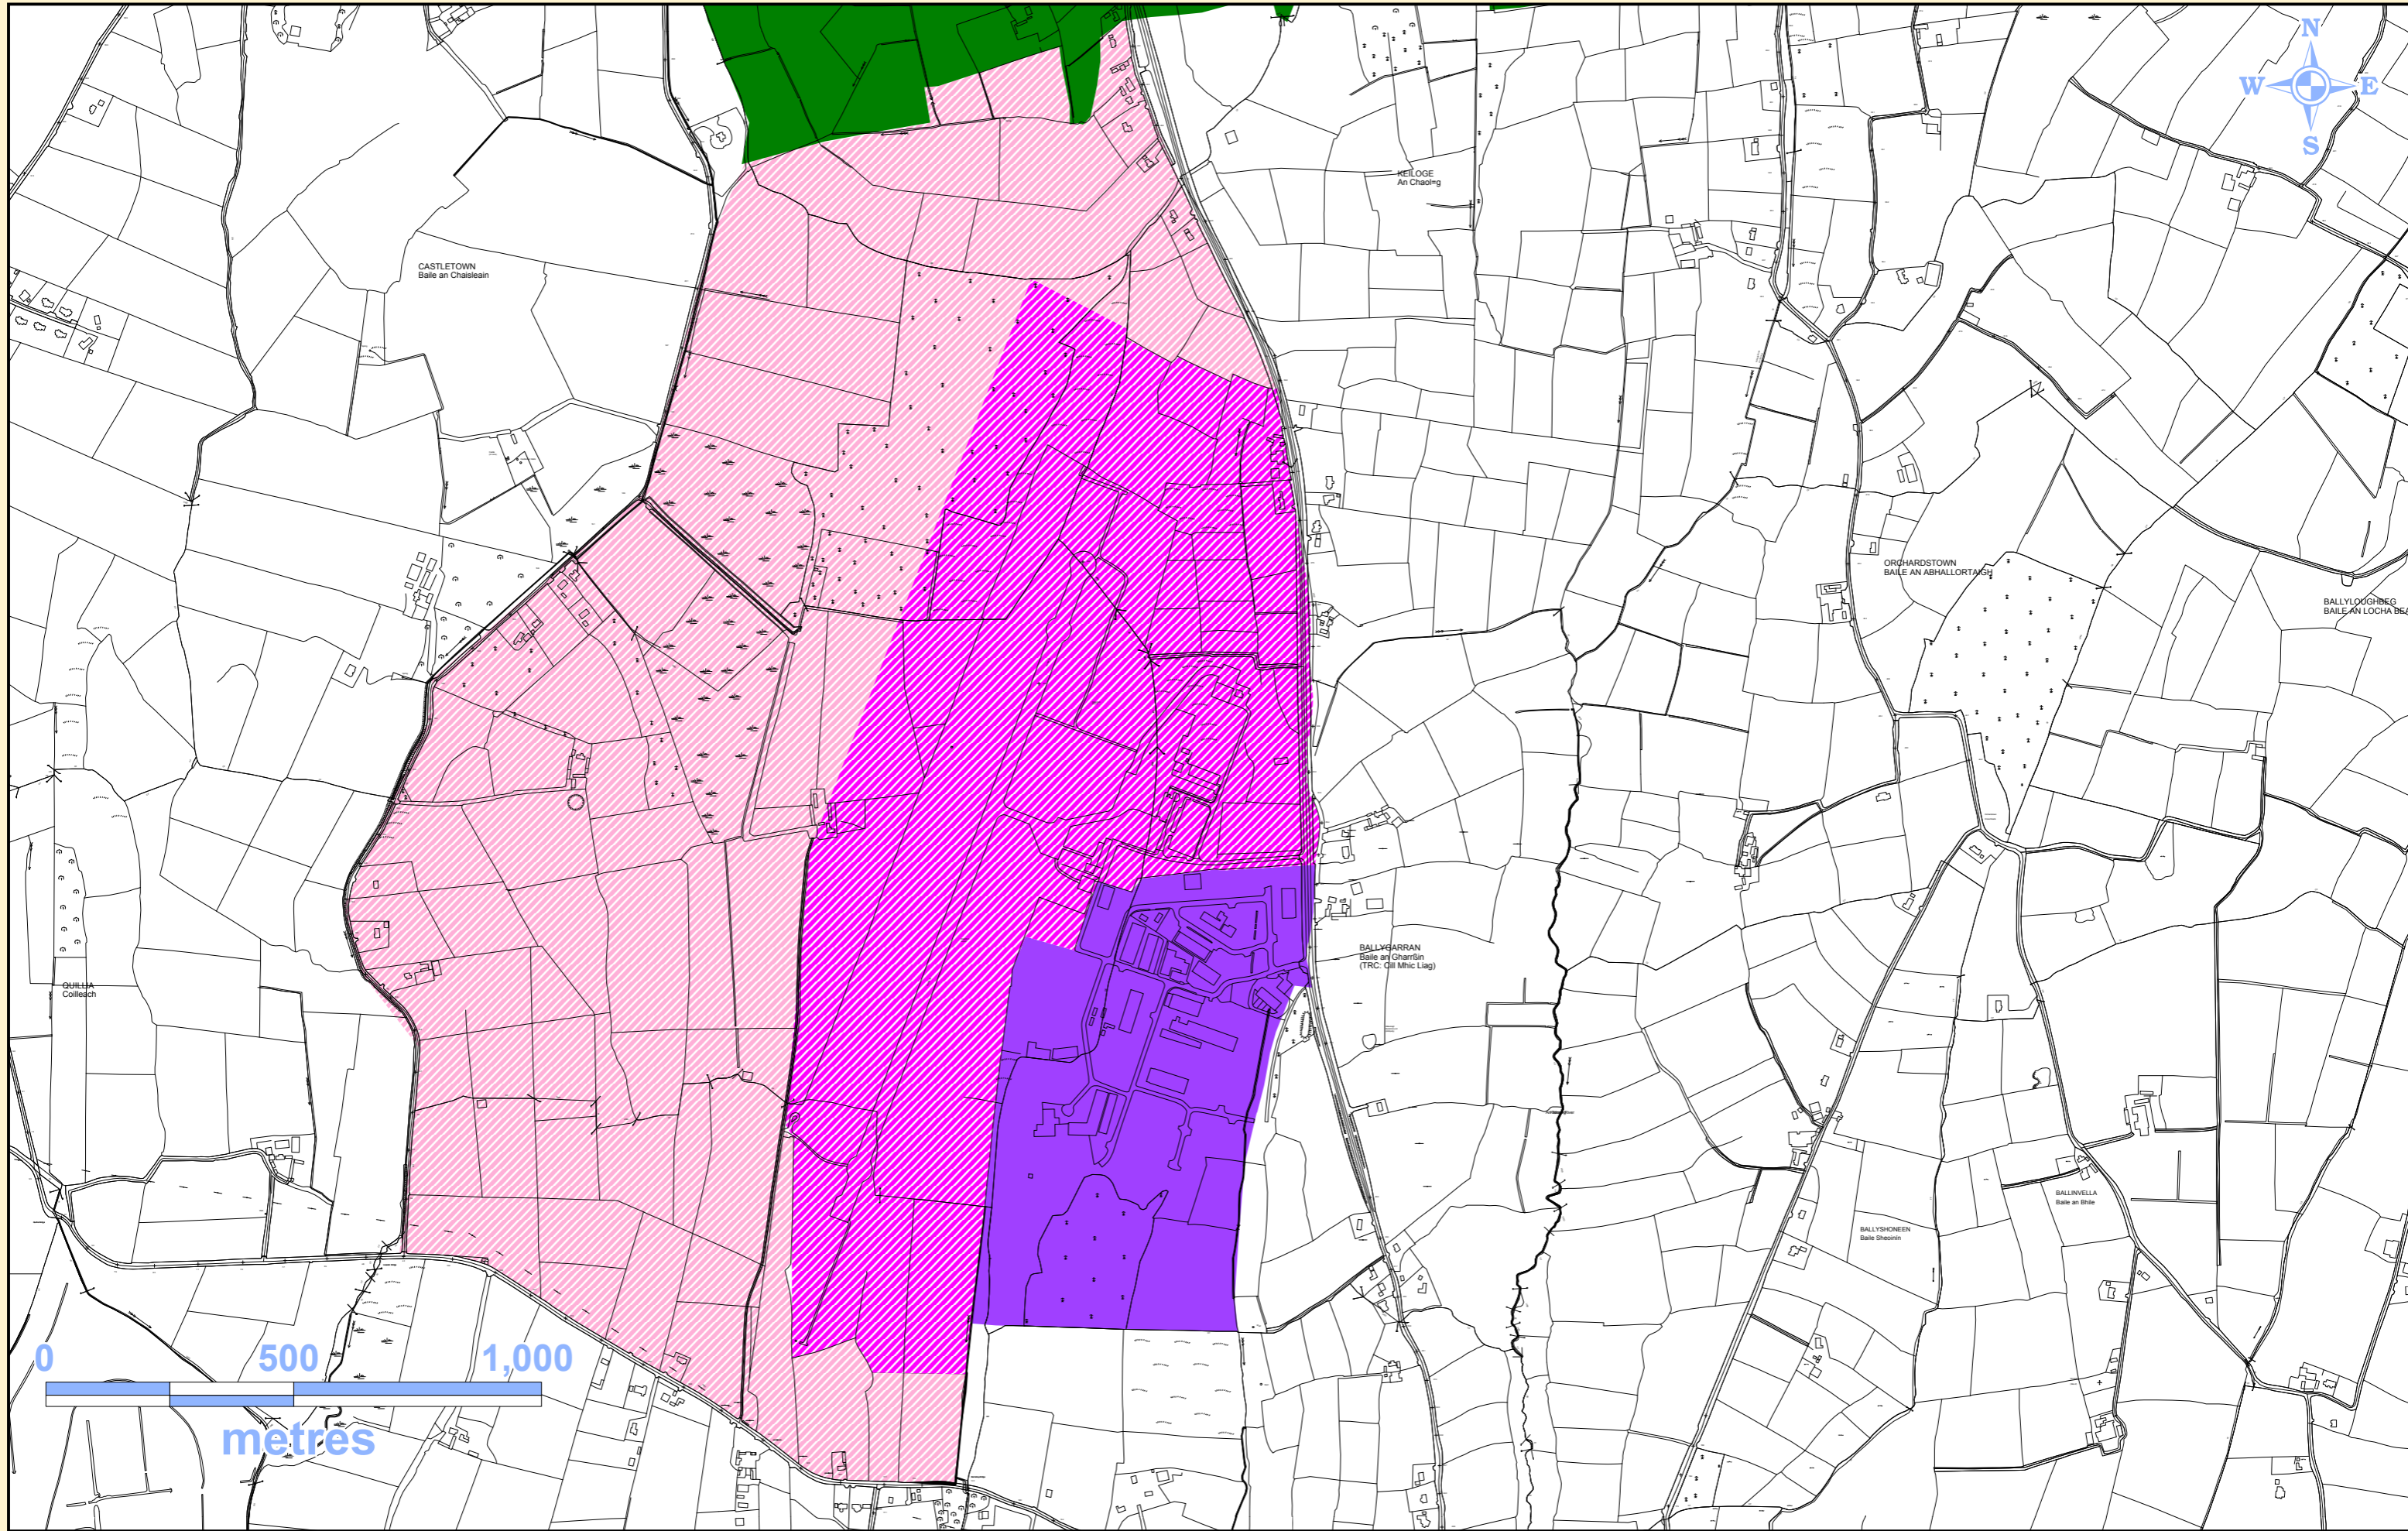 N
W E
S
KEILOGE
An Chaol=g
CASTLETOWN
Baile an Chaisleain
ORCHARDSTOWN
BAILE AN ABHALLORTAIGH
BALLYLOUGHBEG
BAILE AN LOCHA BEA
BALLYGARRAN
Baile an Gharrßin
(TRC: Cill Mhic Liag)
QUILLIA
Coilleach
BALLINVELLA
Baile an Bhile
BALLYSHONEEN
Baile Sheoinín
0 500 1,000
metres